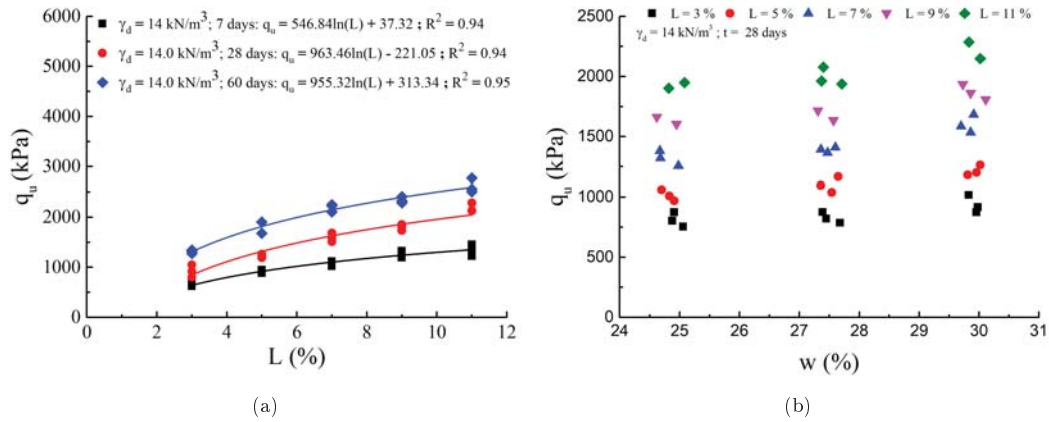 γd = 14 kN/m³; 7 days: qu = 546.84ln(L) + 37.32 ; R² = 0.94
γd = 14.0 kN/m³; 28 days: qu = 963.46ln(L) - 221.05 ; R² = 0.94
γd = 14.0 kN/m³; 60 days: qu = 955.32ln(L) + 313.34 ; R² = 0.95
6000
5000
4000
3000
2000
1000
0
qu (kPa)
0 2 4 6 8 10 12
L (%)
(a)
L = 3 % L = 5 % L = 7 % L = 9 % L = 11 %
γd = 14 kN/m³ ; t = 28 days
2500
2000
1500
1000
500
0
qu (kPa)
24 25 26 27 28 29 30 31
w (%)
(b)